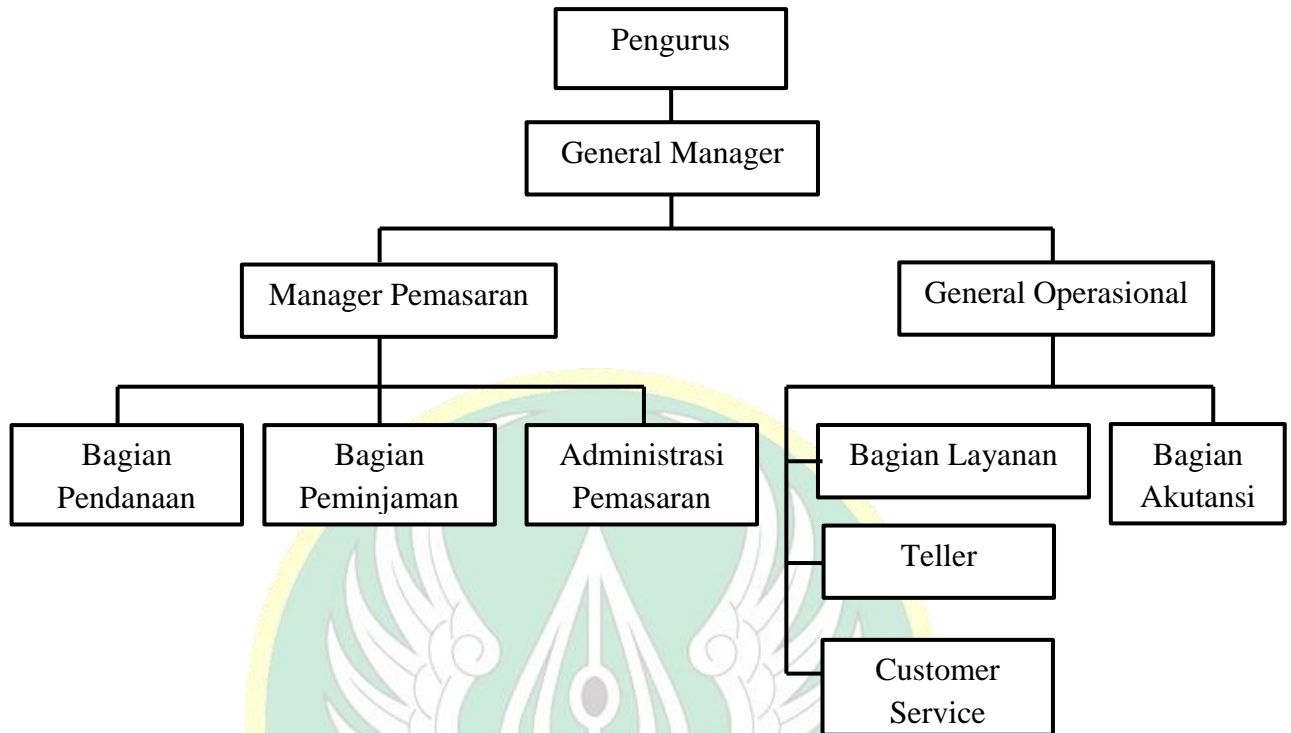 Pengurus
General Manager
Manager Pemasaran
General Operasional
Bagian
Pendanaan
Bagian
Peminjaman
Administrasi
Pemasaran
Bagian Layanan
Bagian
Akutansi
Teller
Customer
Service